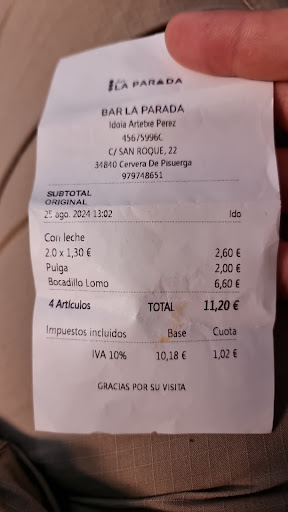 LA PARADA
BAR LA PARADA
Idoia Artetxe Perez
45675996C
C/ SAN ROQUE, 22
34840 Cervera De Pisuerga
979748651
SUBTOTAL
ORIGINAL
25 ago. 2024 13:02 Ido
Con leche
2.0 x 1,30 € 2,60 €
Pulga 2,00 €
Bocadillo Lomo 6,60 €
4 Artículos TOTAL 11,20 €
Impuestos incluidos Base Cuota
IVA 10% 10,18 € 1,02 €
GRACIAS POR SU VISITA